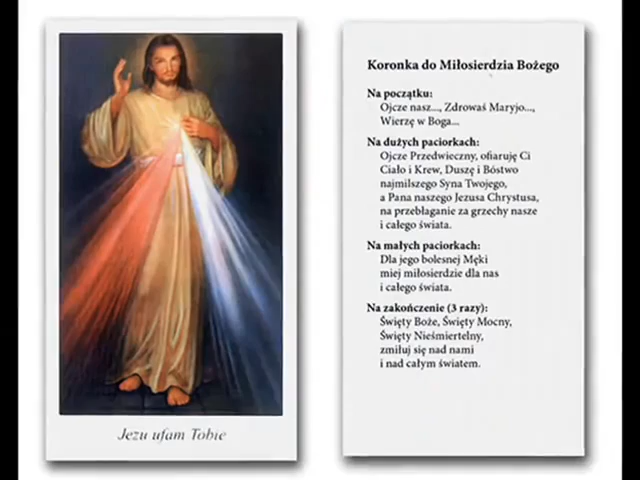 Jezu ufam Tobie
Koronka do Miłosierdzia Bożego
Na początku:
Ojcze nasz..., Zdrowaś Maryjo...,
Wierzę w Boga...
Na dużych paciorkach:
Ojcze Przedwieczny, ofiaruję Ci
Ciało i Krew, Duszę i Bóstwo
najmilszego Syna Twojego,
a Pana naszego Jezusa Chrystusa,
na przebłaganie za grzechy nasze
i całego świata.
Na małych paciorkach:
Dla jego bolesnej Męki
miej miłosierdzie dla nas
i całego świata.
Na zakończenie (3 razy):
Święty Boże, Święty Mocny,
Święty Nieśmiertelny,
zmiłuj się nad nami
i nad całym światem.